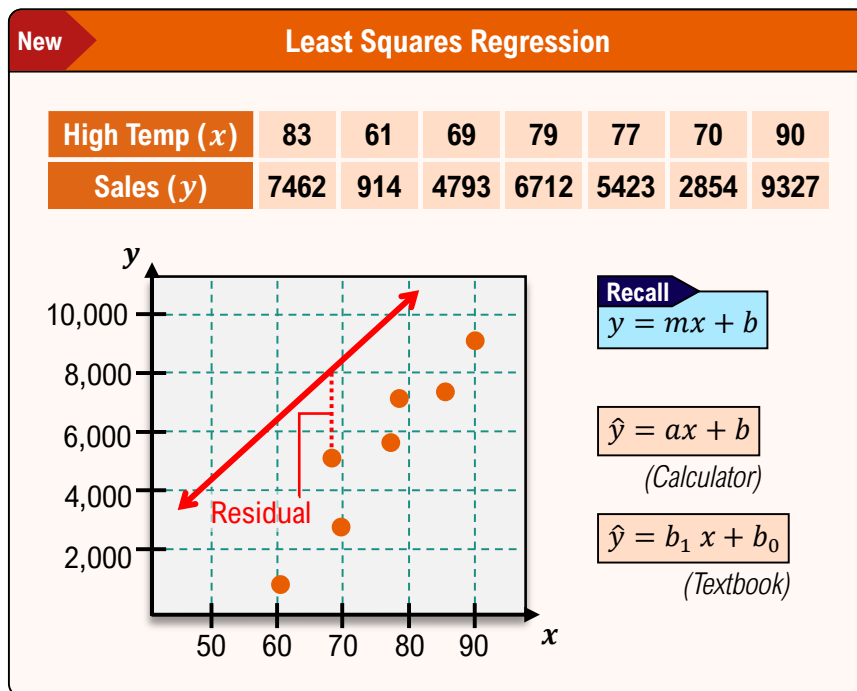 New
Least Squares Regression
High Temp (x) 83 61 69 79 77 70 90
Sales (y) 7462 914 4793 6712 5423 2854 9327
y
10,000
8,000
6,000
4,000
2,000
Residual
50 60 70 80 90
x
Recall
y = mx + b
ŷ = ax + b
(Calculator)
ŷ = b₁ x + b₀
(Textbook)